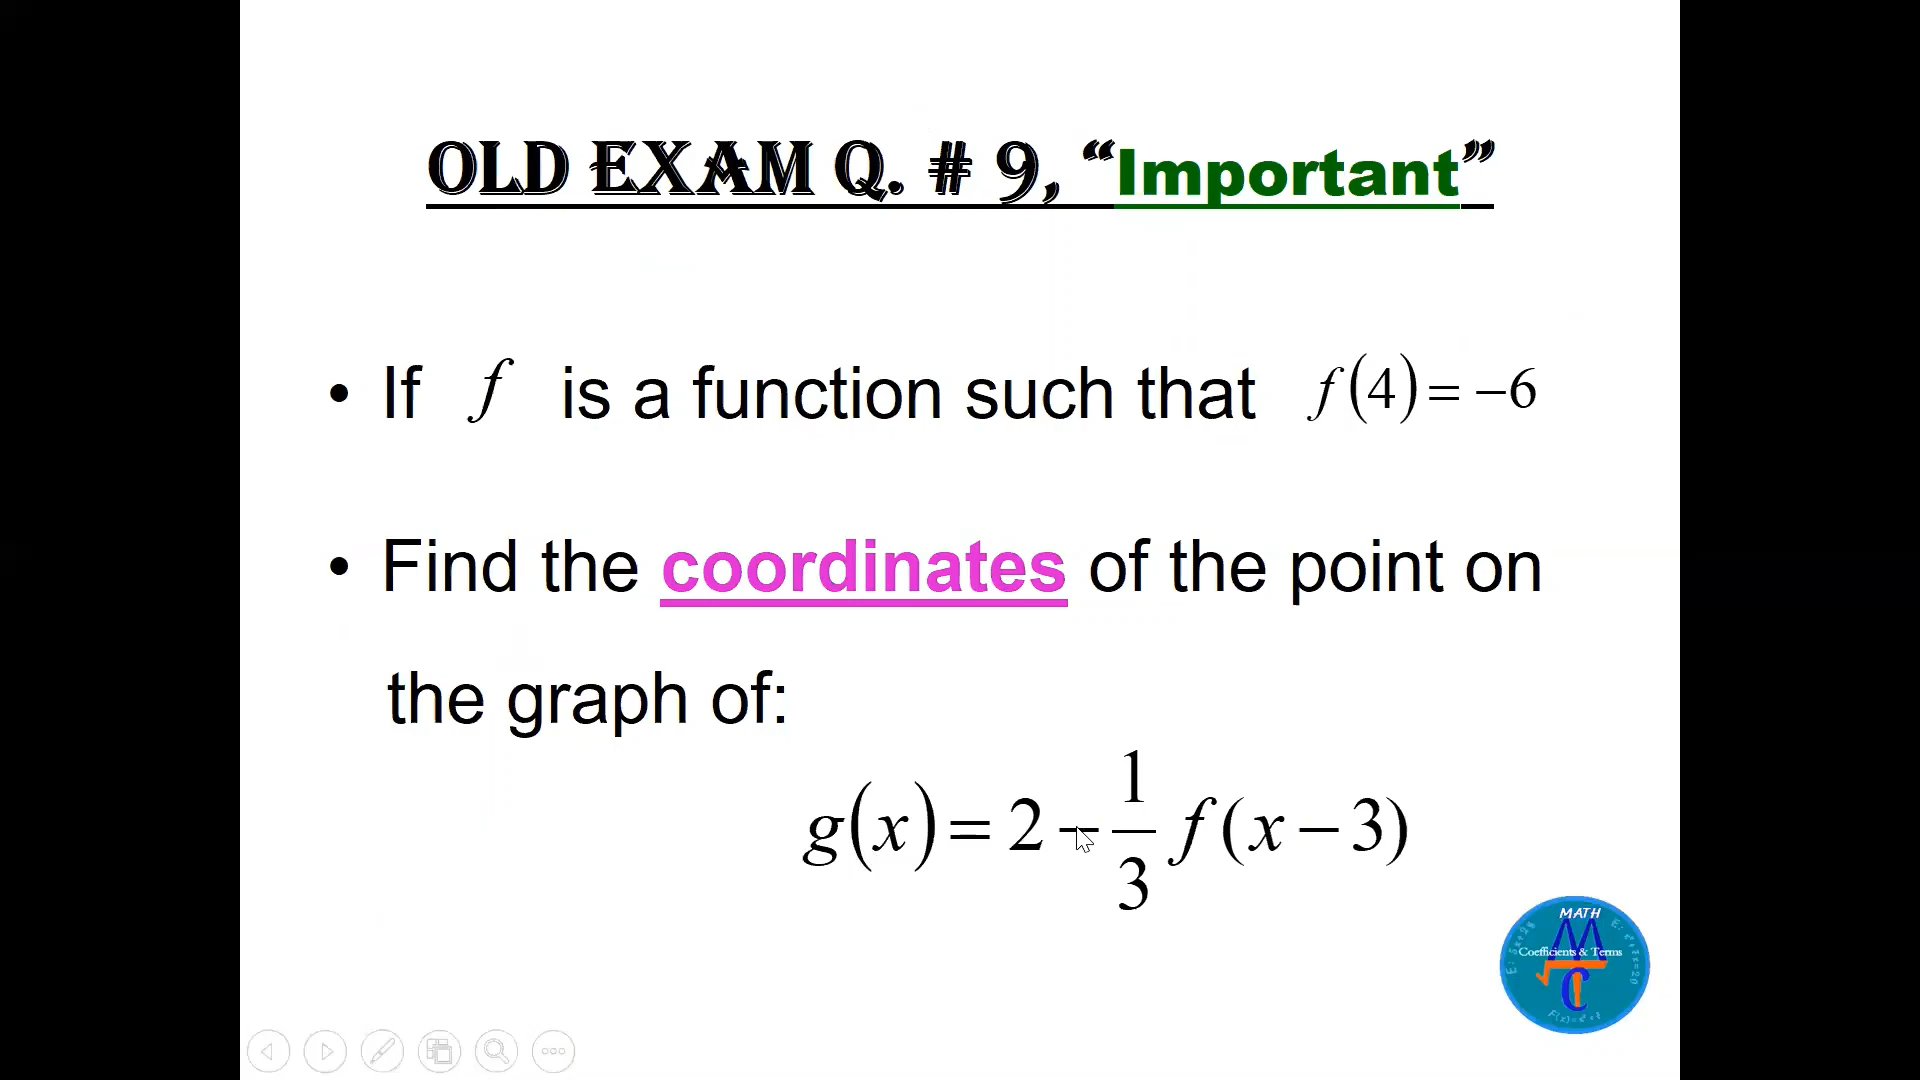 OLD EXAM Q. # 9, “Important”
• If f is a function such that f(4) = −6
• Find the coordinates of the point on
the graph of:
g(x) = 2 − 1/3 f(x − 3)
MATH
Coefficients & Terms